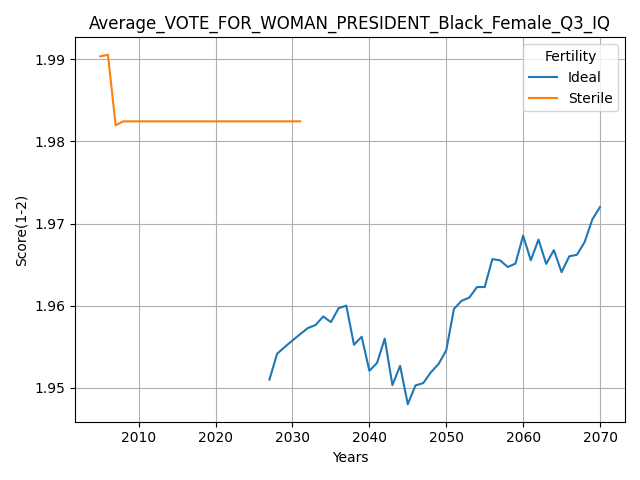 Average_VOTE_FOR_WOMAN_PRESIDENT_Black_Female_Q3_IQ
Fertility
Ideal
Sterile
1.99
1.98
1.97
1.96
1.95
Score(1-2)
2010 2020 2030 2040 2050 2060 2070
Years